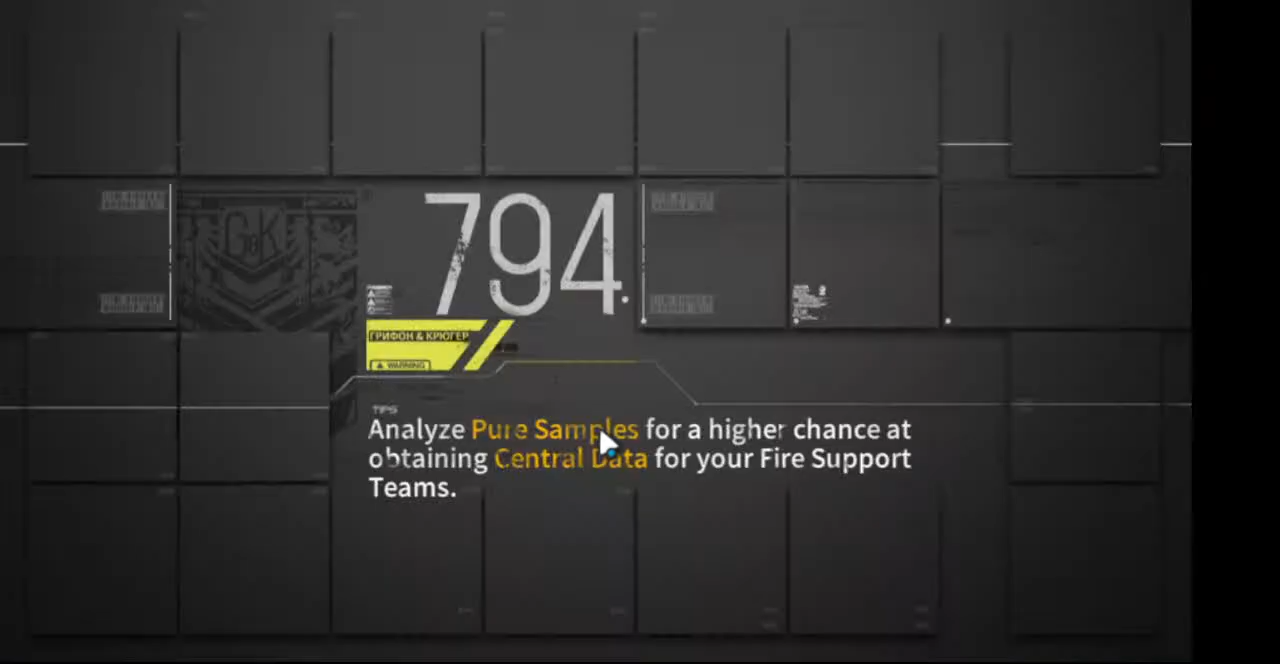 G&K
794.
ГРИФОН & КРЮГЕР
WARNING
TIPS
Analyze Pure Samples for a higher chance at
obtaining Central Data for your Fire Support
Teams.